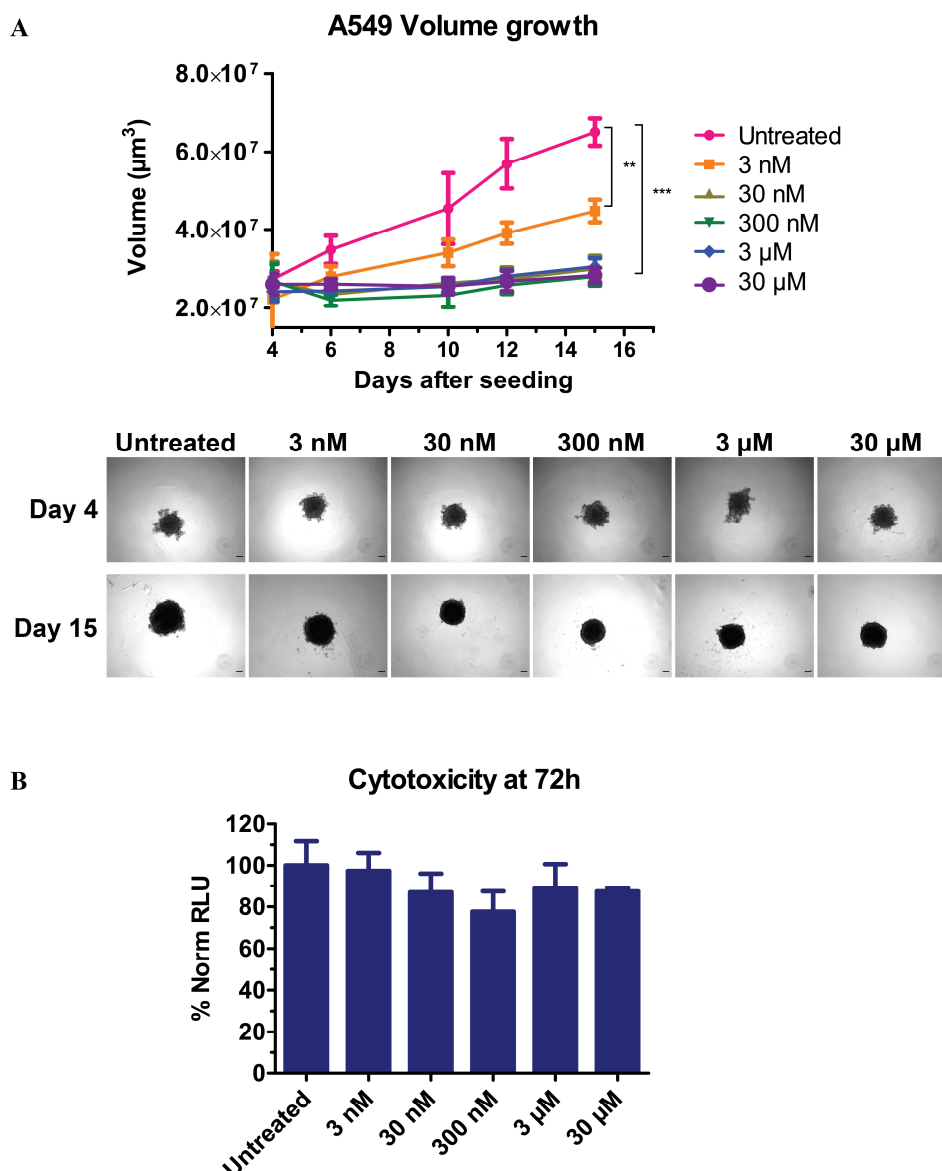 A
A549 Volume growth
Volume (µm³)
8.0×10⁷
6.0×10⁷
4.0×10⁷
2.0×10⁷
4 6 8 10 12 14 16
Days after seeding
** 
***
Untreated
3 nM
30 nM
300 nM
3 µM
30 µM
Untreated 3 nM 30 nM 300 nM 3 µM 30 µM
Day 4
Day 15
B
Cytotoxicity at 72h
% Norm RLU
120
100
80
60
40
20
0
Untreated 3 nM 30 nM 300 nM 3 µM 30 µM